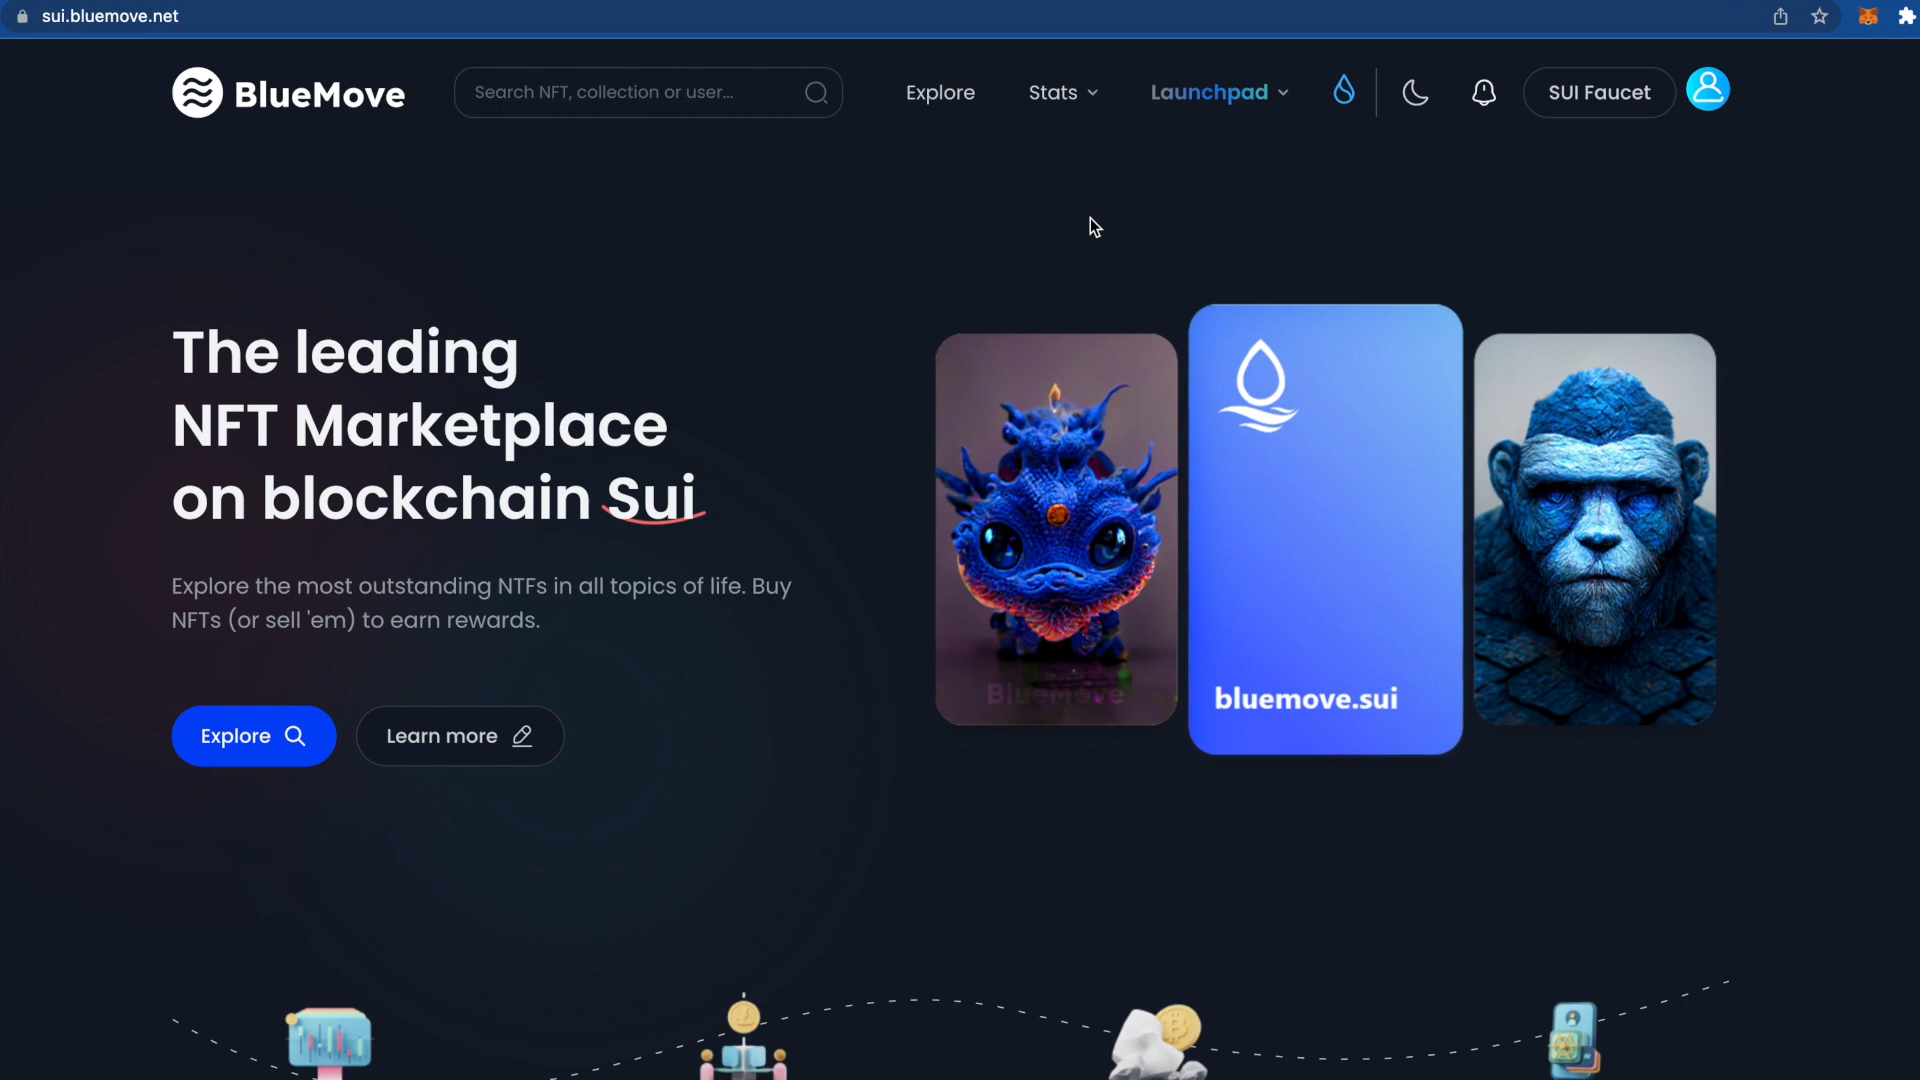 sui.bluemove.net
BlueMove
Search NFT, collection or user...
Explore
Stats
Launchpad
SUI Faucet
The leading
NFT Marketplace
on blockchain Sui
Explore the most outstanding NTFs in all topics of life. Buy
NFTs (or sell 'em) to earn rewards.
Explore
Learn more
BlueMove
bluemove.sui